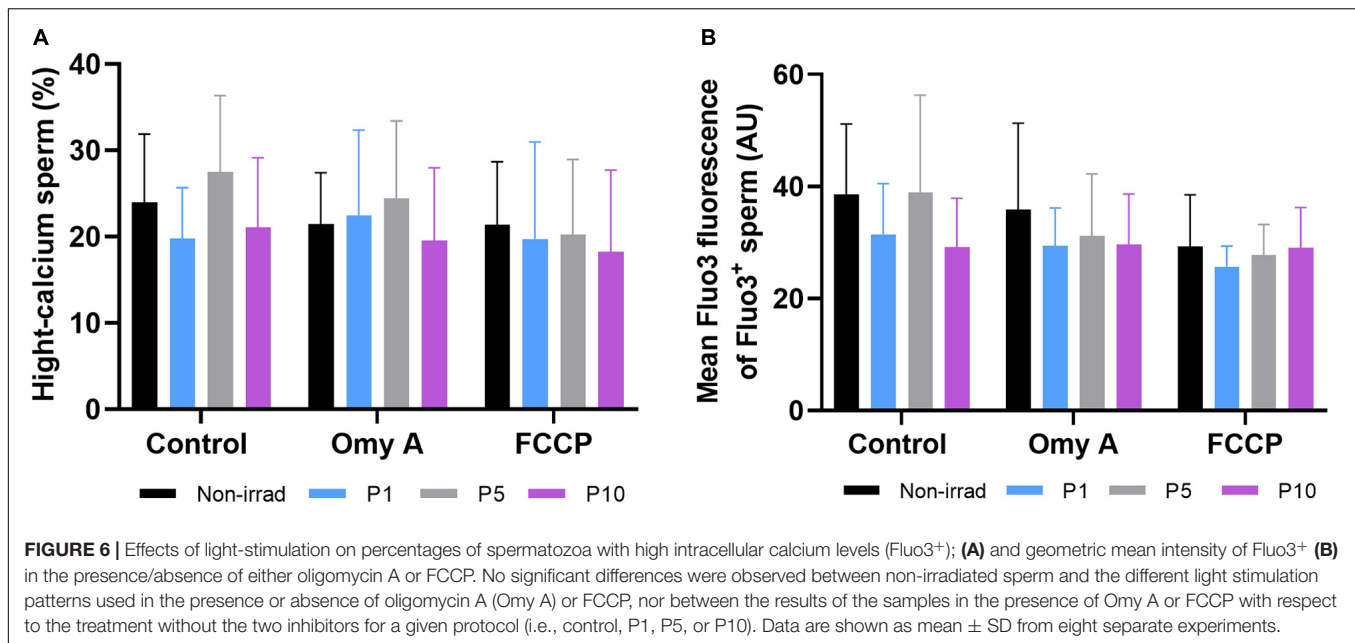 A
B
Hight-calcium sperm (%)
40
30
20
10
0
Control Omy A FCCP
Non-irrad P1 P5 P10
Mean Fluo3 fluorescence
of Fluo3⁺ sperm (AU)
60
40
20
0
Control Omy A FCCP
Non-irrad P1 P5 P10
FIGURE 6 | Effects of light-stimulation on percentages of spermatozoa with high intracellular calcium levels (Fluo3⁺); (A) and geometric mean intensity of Fluo3⁺ (B)
in the presence/absence of either oligomycin A or FCCP. No significant differences were observed between non-irradiated sperm and the different light stimulation
patterns used in the presence or absence of oligomycin A (Omy A) or FCCP, nor between the results of the samples in the presence of Omy A or FCCP with respect
to the treatment without the two inhibitors for a given protocol (i.e., control, P1, P5, or P10). Data are shown as mean ± SD from eight separate experiments.